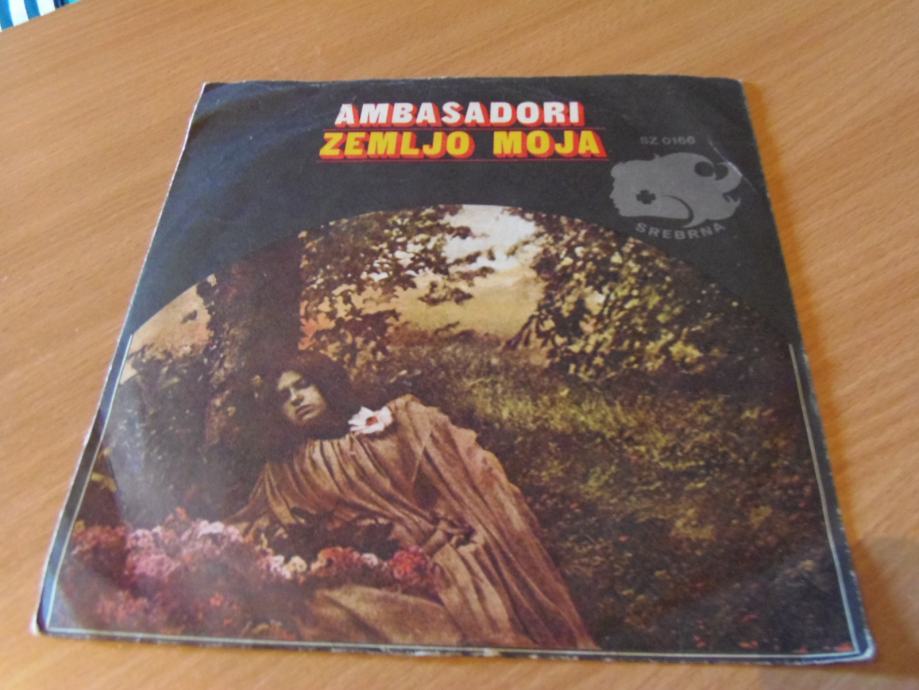 AMBASADORI
ZEMLJO MOJA
SZ 0166
SREBRNA